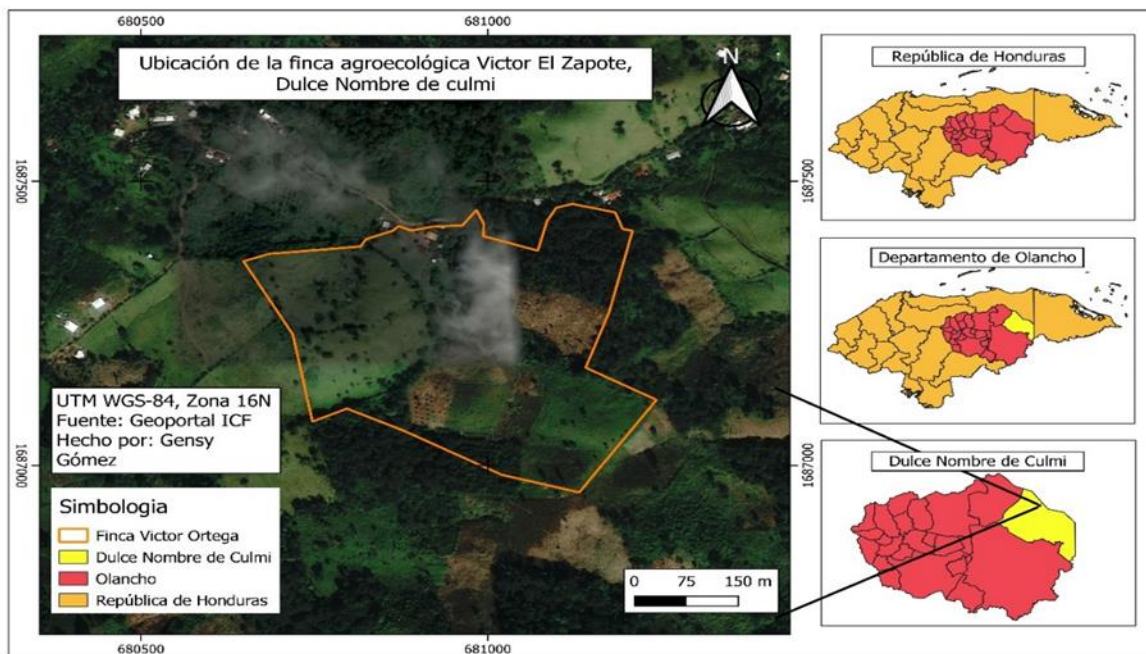 680500
681000
Ubicación de la finca agroecológica Victor El Zapote,
Dulce Nombre de culmi
N
1687500
1687500
1687000
1687000
UTM WGS-84, Zona 16N
Fuente: Geoportal ICF
Hecho por: Gensy
Gómez
Simbologia
Finca Victor Ortega
Dulce Nombre de Culmi
Olancho
República de Honduras
0 75 150 m
680500
681000
República de Honduras
Departamento de Olancho
Dulce Nombre de Culmi